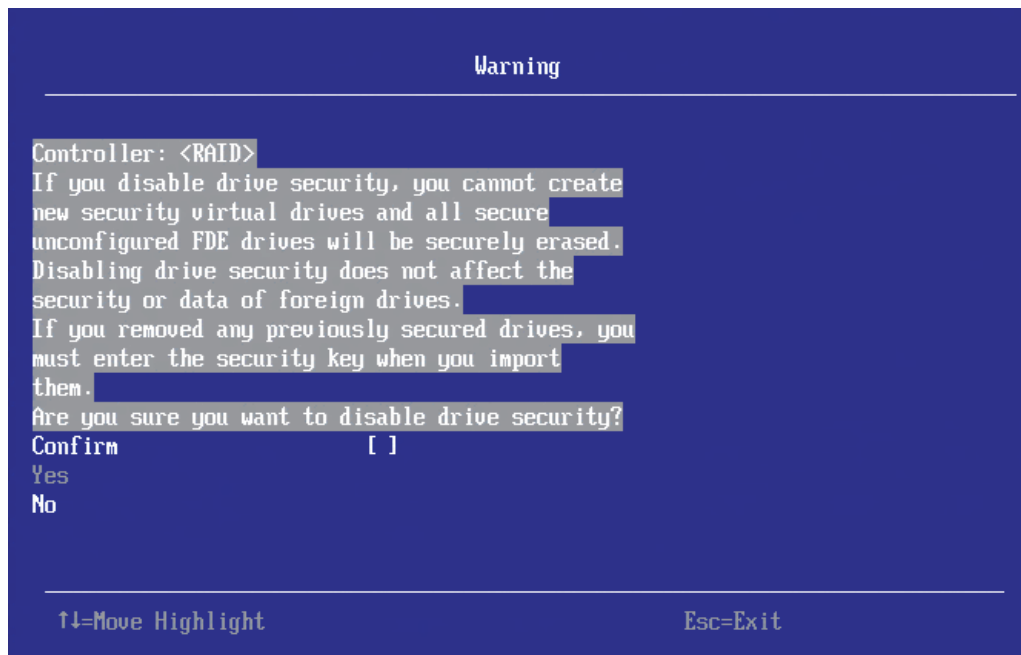 Warning
Controller: <RAID>
If you disable drive security, you cannot create
new security virtual drives and all secure
unconfigured FDE drives will be securely erased.
Disabling drive security does not affect the
security or data of foreign drives.
If you removed any previously secured drives, you
must enter the security key when you import
them.
Are you sure you want to disable drive security?
Confirm [ ]
Yes
No
↑↓=Move Highlight Esc=Exit